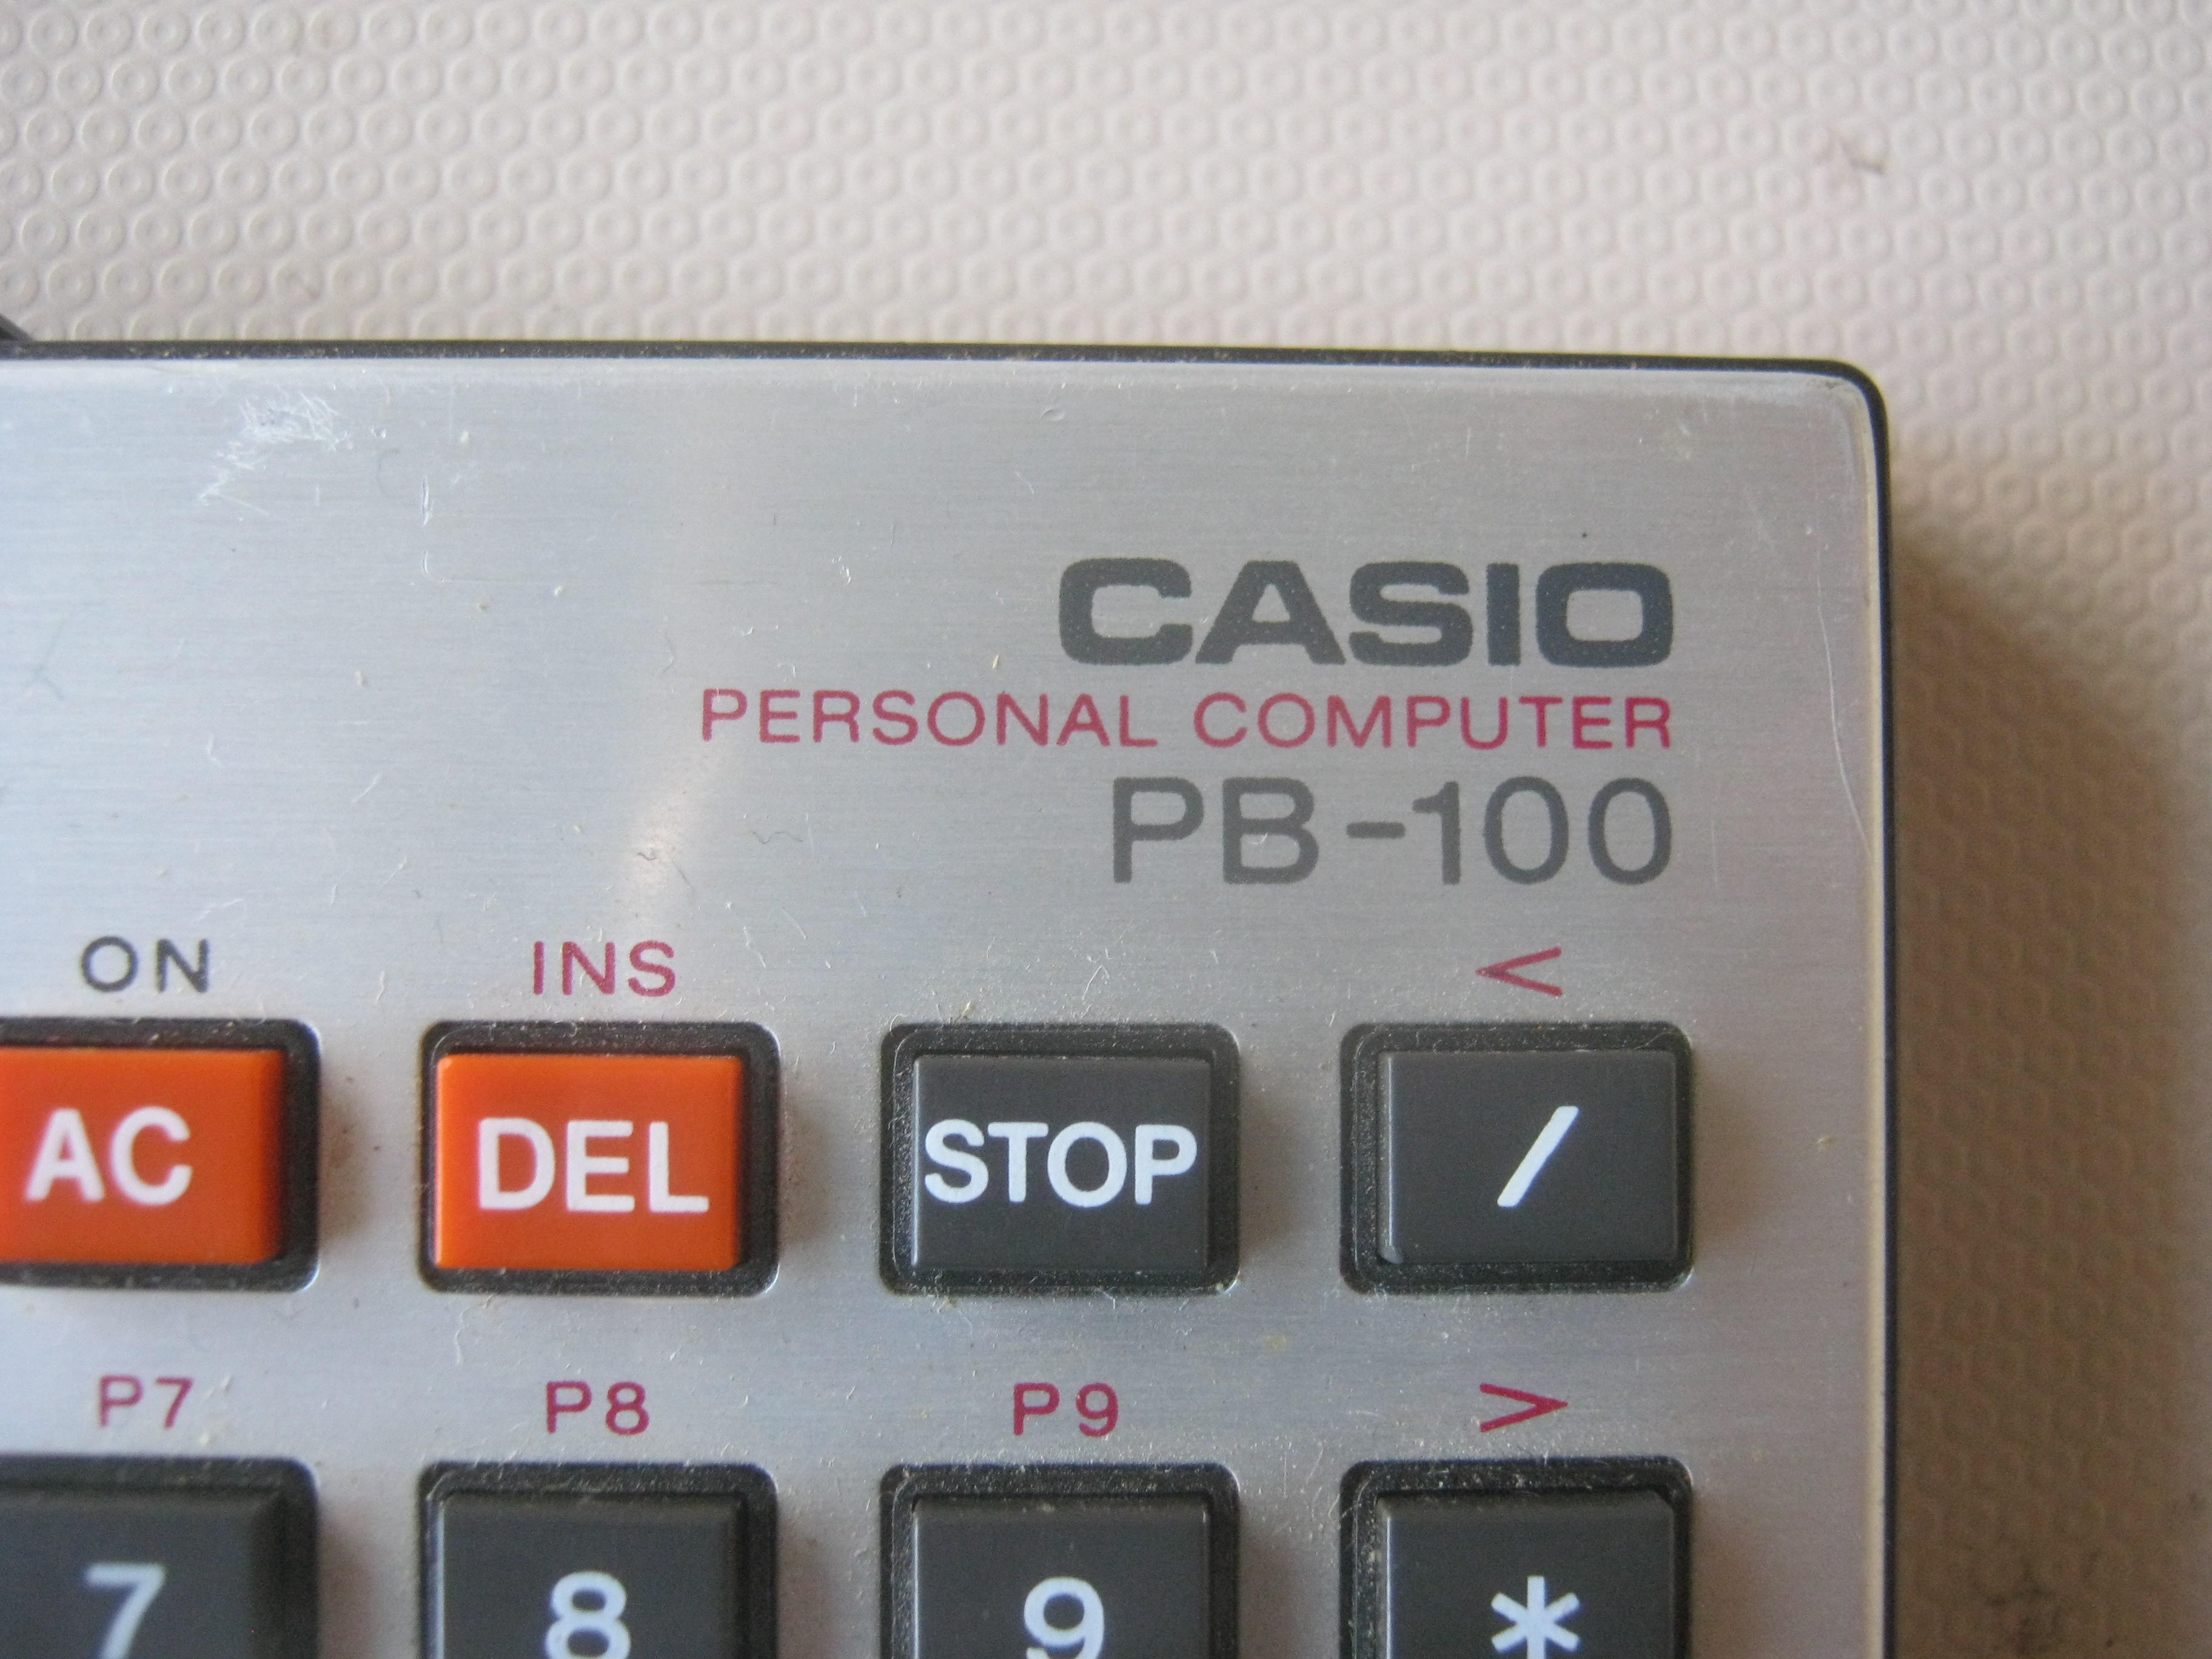 CASIO
PERSONAL COMPUTER
PB-100
ON INS <
AC DEL STOP /
P7 P8 P9 >
7 8 9 *